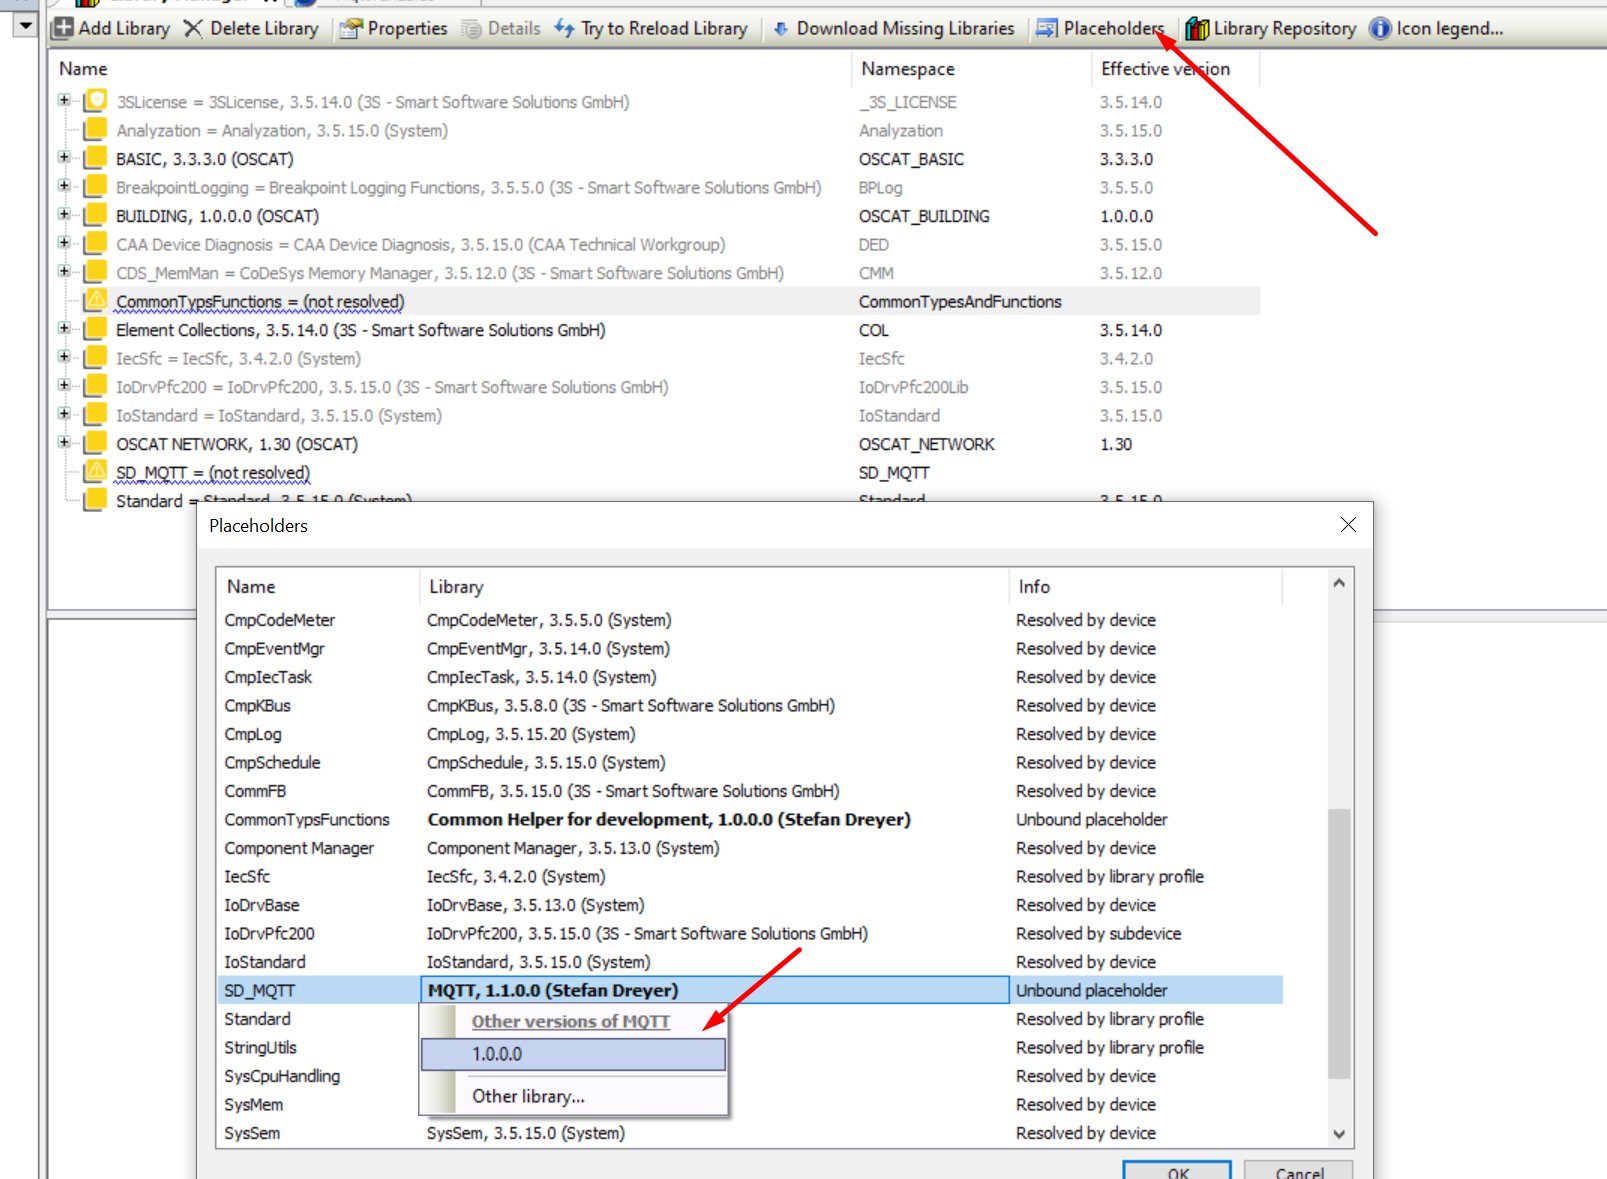 Add Library Delete Library Properties Details Try to Rreload Library Download Missing Libraries Placeholders Library Repository Icon legend...
Name Namespace Effective version
3SLicense = 3SLicense, 3.5.14.0 (3S - Smart Software Solutions GmbH) _3S_LICENSE 3.5.14.0
Analyzation = Analyzation, 3.5.15.0 (System) Analyzation 3.5.15.0
BASIC, 3.3.3.0 (OSCAT) OSCAT_BASIC 3.3.3.0
BreakpointLogging = Breakpoint Logging Functions, 3.5.5.0 (3S - Smart Software Solutions GmbH) BPLog 3.5.5.0
BUILDING, 1.0.0.0 (OSCAT) OSCAT_BUILDING 1.0.0.0
CAA Device Diagnosis = CAA Device Diagnosis, 3.5.15.0 (CAA Technical Workgroup) DED 3.5.15.0
CDS_MemMan = CoDeSys Memory Manager, 3.5.12.0 (3S - Smart Software Solutions GmbH) CMM 3.5.12.0
CommonTypsFunctions = (not resolved) CommonTypesAndFunctions
Element Collections, 3.5.14.0 (3S - Smart Software Solutions GmbH) COL 3.5.14.0
IecSfc = IecSfc, 3.4.2.0 (System) IecSfc 3.4.2.0
IoDrvPfc200 = IoDrvPfc200, 3.5.15.0 (3S - Smart Software Solutions GmbH) IoDrvPfc200Lib 3.5.15.0
IoStandard = IoStandard, 3.5.15.0 (System) IoStandard 3.5.15.0
OSCAT NETWORK, 1.30 (OSCAT) OSCAT_NETWORK 1.30
SD_MQTT = (not resolved) SD_MQTT
Standard = Standard, 3.5.15.0 (System) Standard 3.5.15.0
Placeholders
Name Library Info
CmpCodeMeter CmpCodeMeter, 3.5.5.0 (System) Resolved by device
CmpEventMgr CmpEventMgr, 3.5.14.0 (System) Resolved by device
CmpIecTask CmpIecTask, 3.5.14.0 (System) Resolved by device
CmpKBus CmpKBus, 3.5.8.0 (3S - Smart Software Solutions GmbH) Resolved by device
CmpLog CmpLog, 3.5.15.20 (System) Resolved by device
CmpSchedule CmpSchedule, 3.5.15.0 (System) Resolved by device
CommFB CommFB, 3.5.15.0 (3S - Smart Software Solutions GmbH) Resolved by device
CommonTypsFunctions Common Helper for development, 1.0.0.0 (Stefan Dreyer) Unbound placeholder
Component Manager Component Manager, 3.5.13.0 (System) Resolved by device
IecSfc IecSfc, 3.4.2.0 (System) Resolved by library profile
IoDrvBase IoDrvBase, 3.5.13.0 (System) Resolved by device
IoDrvPfc200 IoDrvPfc200, 3.5.15.0 (3S - Smart Software Solutions GmbH) Resolved by subdevice
IoStandard IoStandard, 3.5.15.0 (System) Resolved by device
SD_MQTT MQTT, 1.1.0.0 (Stefan Dreyer) Unbound placeholder
Standard Other versions of MQTT Resolved by library profile
StringUtils 1.0.0.0 Resolved by library profile
SysCpuHandling Resolved by device
SysMem Other library... Resolved by device
SysSem SysSem, 3.5.15.0 (System) Resolved by device
OK Cancel